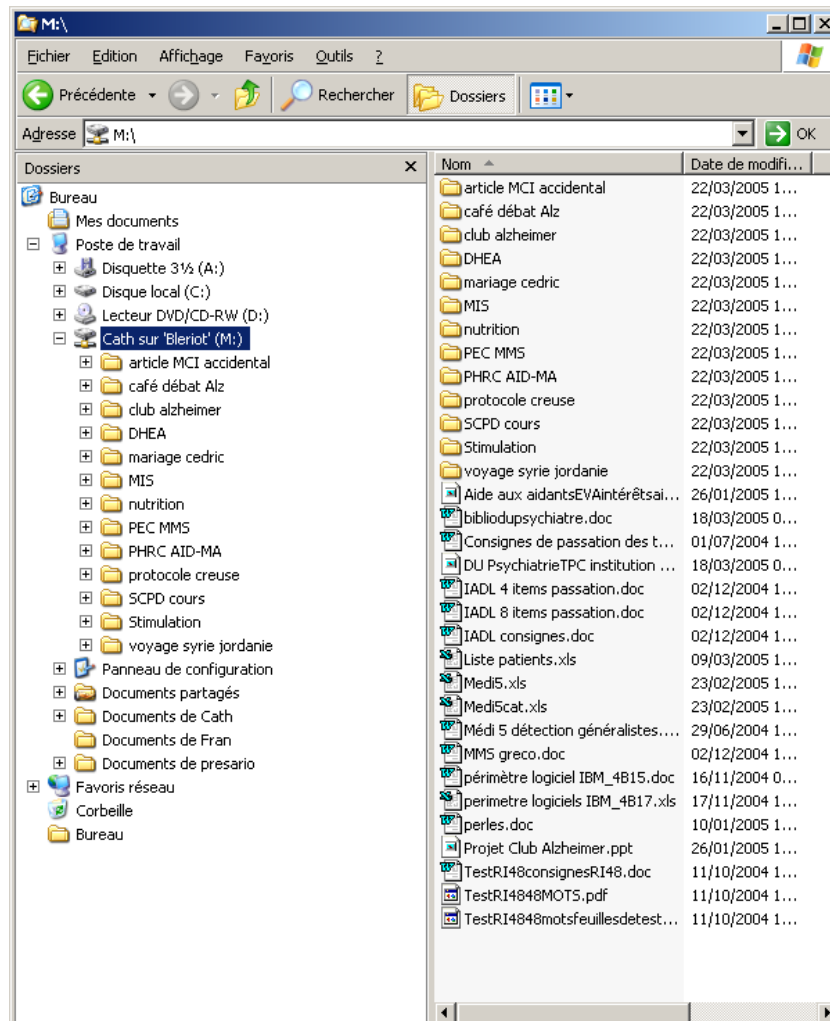 M:\
Fichier Edition Affichage Favoris Outils ?
Précédente Rechercher Dossiers
Adresse M:\ OK
Dossiers
Bureau
Mes documents
Poste de travail
Disquette 3½ (A:)
Disque local (C:)
Lecteur DVD/CD-RW (D:)
Cath sur 'Bleriot' (M:)
article MCI accidental
café débat Alz
club alzheimer
DHEA
mariage cedric
MIS
nutrition
PEC MMS
PHRC AID-MA
protocole creuse
SCPD cours
Stimulation
voyage syrie jordanie
Panneau de configuration
Documents partagés
Documents de Cath
Documents de Fran
Documents de presario
Favoris réseau
Corbeille
Bureau
Nom Date de modifi...
article MCI accidental 22/03/2005 1...
café débat Alz 22/03/2005 1...
club alzheimer 22/03/2005 1...
DHEA 22/03/2005 1...
mariage cedric 22/03/2005 1...
MIS 22/03/2005 1...
nutrition 22/03/2005 1...
PEC MMS 22/03/2005 1...
PHRC AID-MA 22/03/2005 1...
protocole creuse 22/03/2005 1...
SCPD cours 22/03/2005 1...
Stimulation 22/03/2005 1...
voyage syrie jordanie 22/03/2005 1...
Aide aux aidantsEVAintérêtsai... 26/01/2005 1...
bibliodupsychiatre.doc 18/03/2005 0...
Consignes de passation des t... 01/07/2004 1...
DU PsychiatrieTPC institution ... 18/03/2005 0...
IADL 4 items passation.doc 02/12/2004 1...
IADL 8 items passation.doc 02/12/2004 1...
IADL consignes.doc 02/12/2004 1...
Liste patients.xls 09/03/2005 1...
Medi5.xls 23/02/2005 1...
Medi5cat.xls 23/02/2005 1...
Médi 5 détection généralistes.... 29/06/2004 1...
MMS greco.doc 02/12/2004 1...
périmètre logiciel IBM_4B15.doc 16/11/2004 0...
perimetre logiciels IBM_4B17.xls 17/11/2004 1...
perles.doc 10/01/2005 1...
Projet Club Alzheimer.ppt 26/01/2005 1...
TestRI48consignesRI48.doc 11/10/2004 1...
TestRI4848MOTS.pdf 11/10/2004 1...
TestRI4848motsfeuillesdetest... 11/10/2004 1...